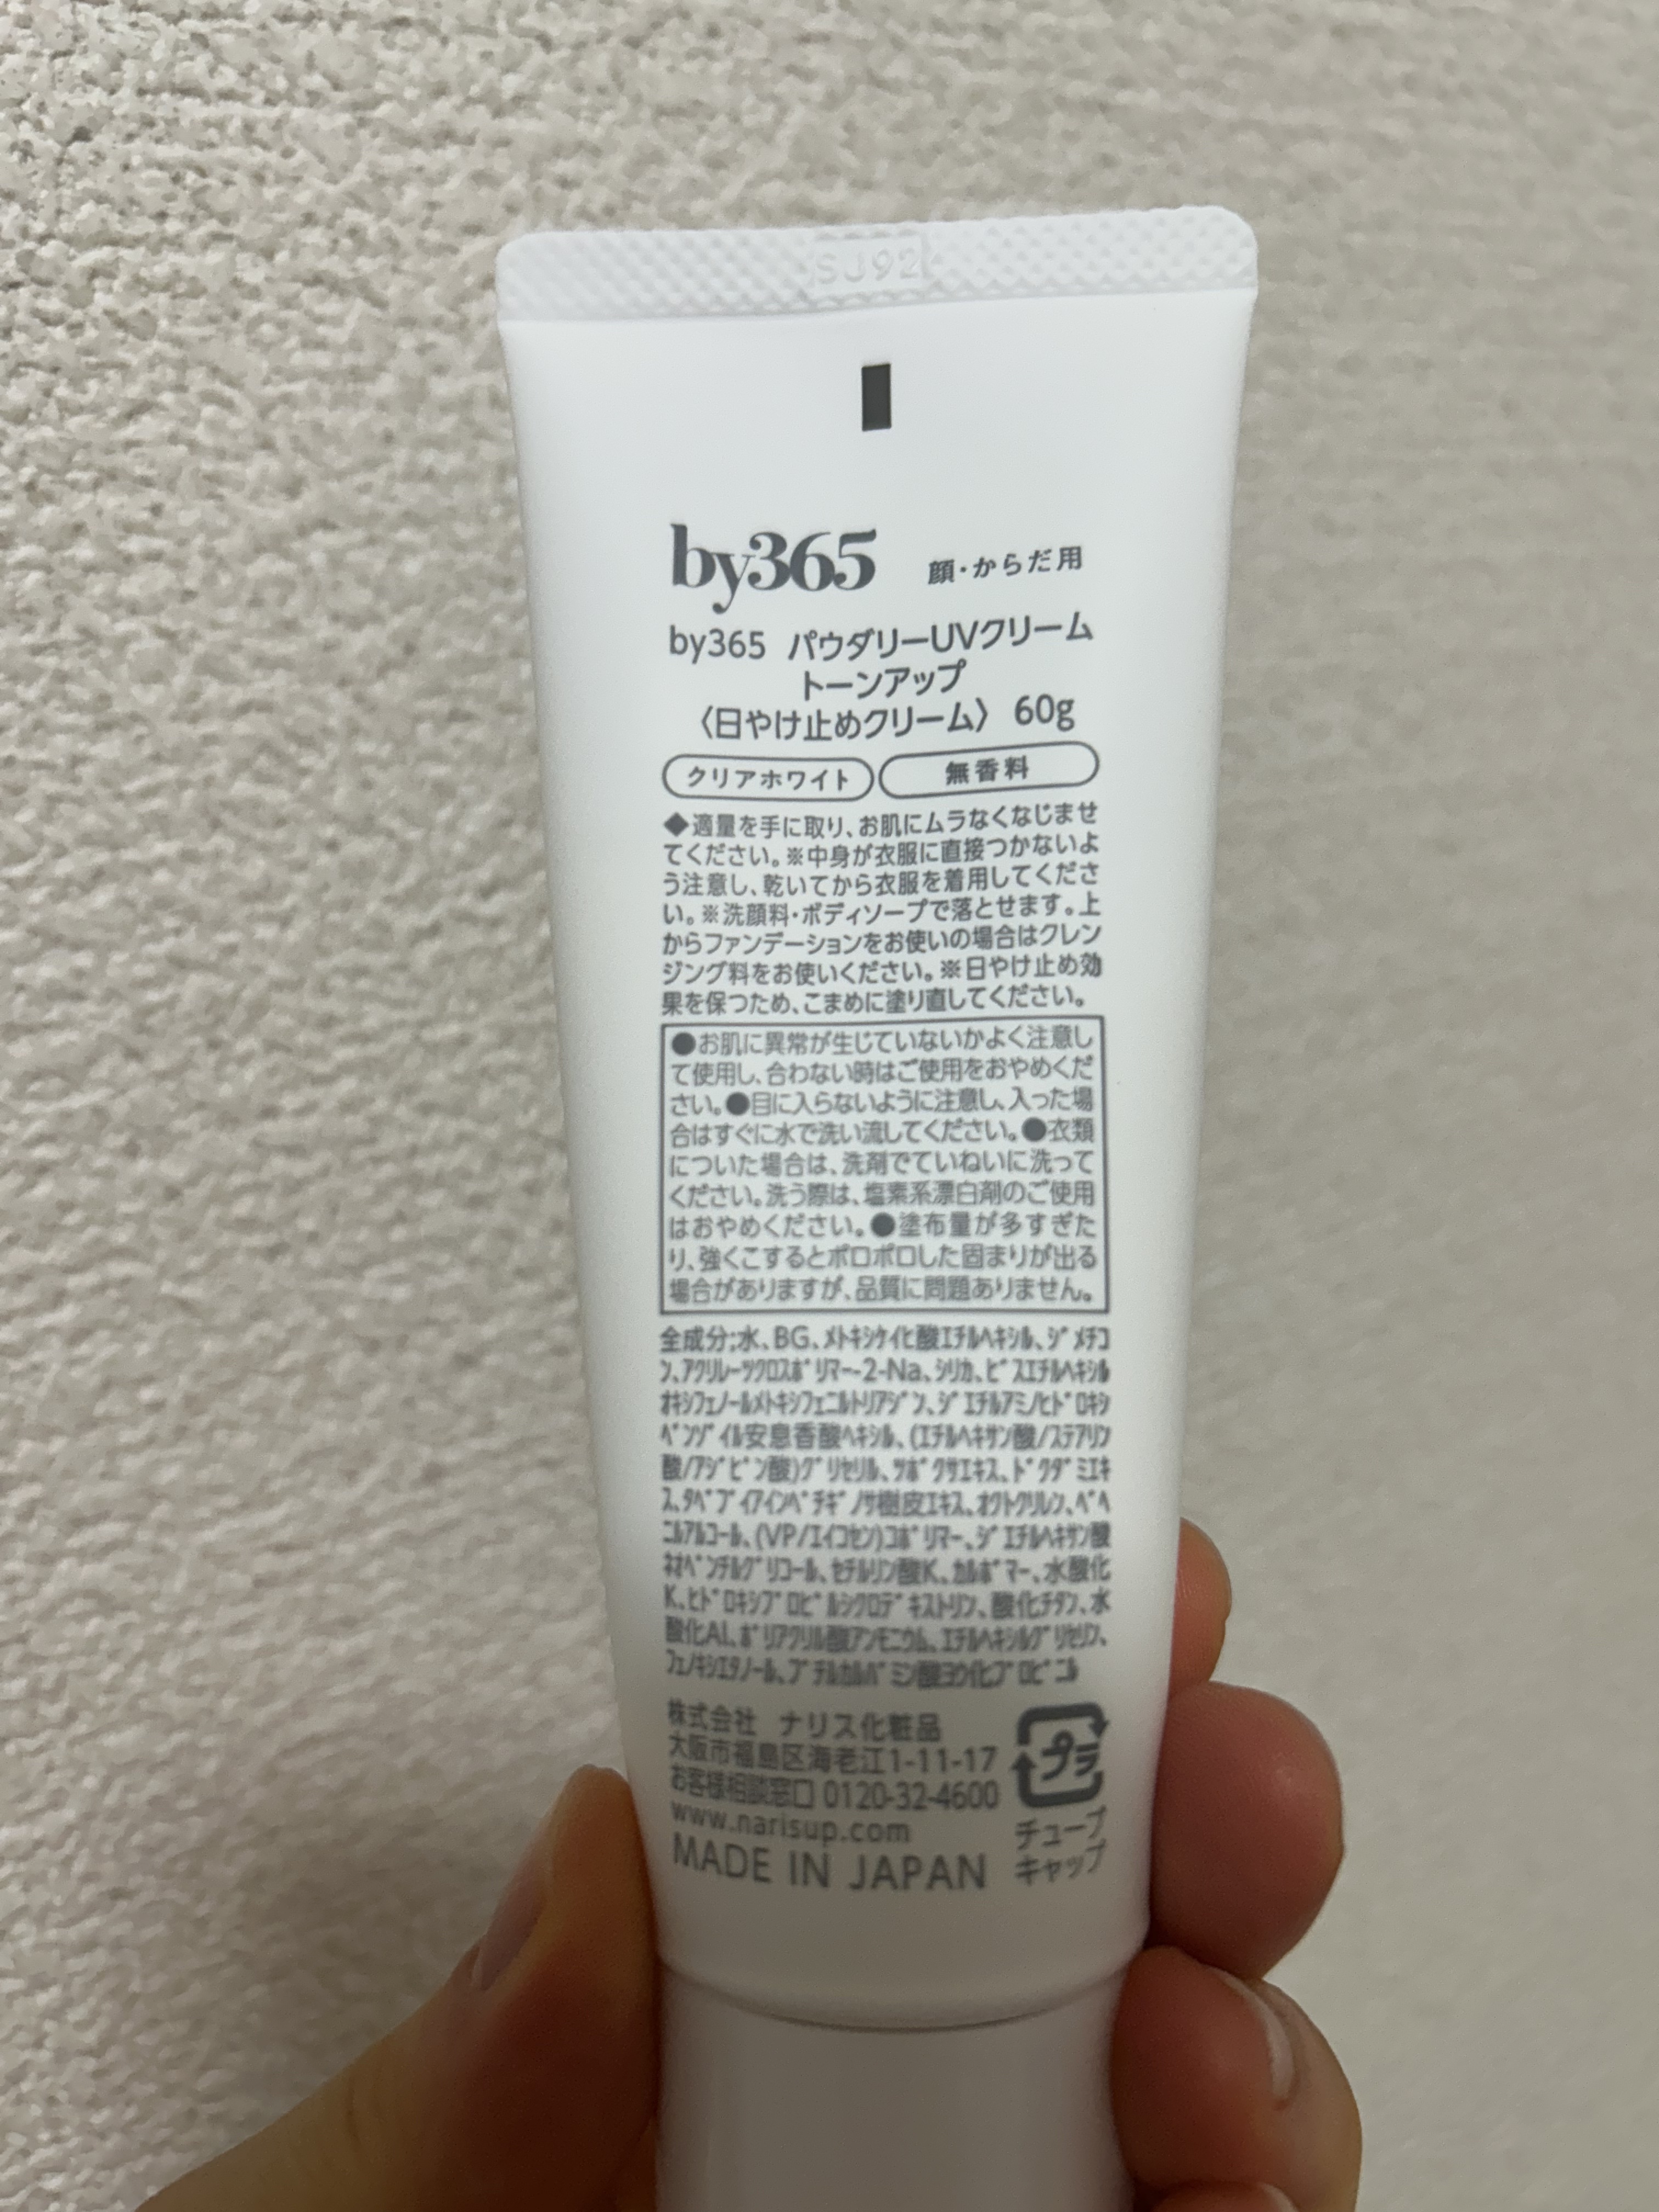 SJ92
by365 顔・からだ用
by365 パウダリーUVクリーム
トーンアップ
〈日やけ止めクリーム〉 60g
クリアホワイト 無香料
◆適量を手に取り、お肌にムラなくなじませ
てください。※中身が衣服に直接つかないよ
う注意し、乾いてから衣服を着用してくださ
い。※洗顔料・ボディソープで落とせます。上
からファンデーションをお使いの場合はクレン
ジング料をお使いください。※日やけ止め効
果を保つため、こまめに塗り直してください。
●お肌に異常が生じていないかよく注意し
て使用し、合わない時はご使用をおやめくだ
さい。●目に入らないように注意し、入った場
合はすぐに水で洗い流してください。●衣類
についた場合は、洗剤でていねいに洗って
ください。洗う際は、塩素系漂白剤のご使用
はおやめください。●塗布量が多すぎた
り、強くこするとポロポロした固まりが出る
場合がありますが、品質に問題ありません。
全成分;水、BG、ﾒﾄｷｼｹｲﾋ酸ｴﾁﾙﾍｷｼﾙ、ｼﾞﾒﾁｺ
ﾝ、ｱｸﾘﾚｰﾂｸﾛｽﾎﾟﾘﾏｰ-2-Na、ｼﾘｶ、ﾋﾞｽｴﾁﾙﾍｷｼﾙ
ｵｷｼﾌｪﾉｰﾙﾒﾄｷｼﾌｪﾆﾙﾄﾘｱｼﾞﾝ、ｼﾞｴﾁﾙｱﾐﾉﾋﾄﾞﾛｷｼ
ﾍﾞﾝｿﾞｲﾙ安息香酸ﾍｷｼﾙ、(ｴﾁﾙﾍｷｻﾝ酸/ｽﾃｱﾘﾝ
酸/ｱｼﾞﾋﾟﾝ酸)ｸﾞﾘｾﾘﾙ、ﾂﾎﾞｸｻｴｷｽ、ﾄﾞｸﾀﾞﾐｴｷ
ｽ、ﾀﾍﾞﾌﾞｲｱｲﾝﾍﾟﾁｷﾞﾉｻ樹皮ｴｷｽ、ｵｸﾄｸﾘﾚﾝ、ﾍﾞﾍ
ﾆﾙｱﾙｺｰﾙ、(VP/ｴｲｺｾﾝ)ｺﾎﾟﾘﾏｰ、ｼﾞｴﾁﾙﾍｷｻﾝ酸
ﾈｵﾍﾟﾝﾁﾙｸﾞﾘｺｰﾙ、ｾﾁﾙﾘﾝ酸K、ｶﾙﾎﾞﾏｰ、水酸化
K、ﾋﾄﾞﾛｷｼﾌﾟﾛﾋﾟﾙｼｸﾛﾃﾞｷｽﾄﾘﾝ、酸化ﾁﾀﾝ、水
酸化Al、ﾎﾟﾘｱｸﾘﾙ酸ｱﾝﾓﾆｳﾑ、ｴﾁﾙﾍｷｼﾙｸﾞﾘｾﾘﾝ、
ﾌｪﾉｷｼｴﾀﾉｰﾙ、ﾌﾞﾁﾙｶﾙﾊﾞﾐﾝ酸ﾖｳ化ﾌﾟﾛﾋﾟﾆﾙ
株式会社 ナリス化粧品
大阪市福島区海老江1-11-17
お客様相談窓口 0120-32-4600
www.narisup.com
MADE IN JAPAN
プラ
チューブ
キャップ